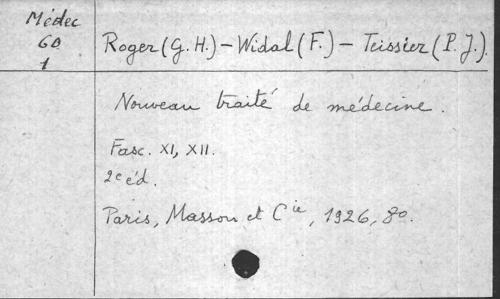 Médec
60
1
Roger (G. H.) – Widal (F.) – Teissier (P. J.).
Nouveau traité de médecine.
Fasc. XI, XII.
2e éd.
Paris, Masson et Cie, 1926, 8o.